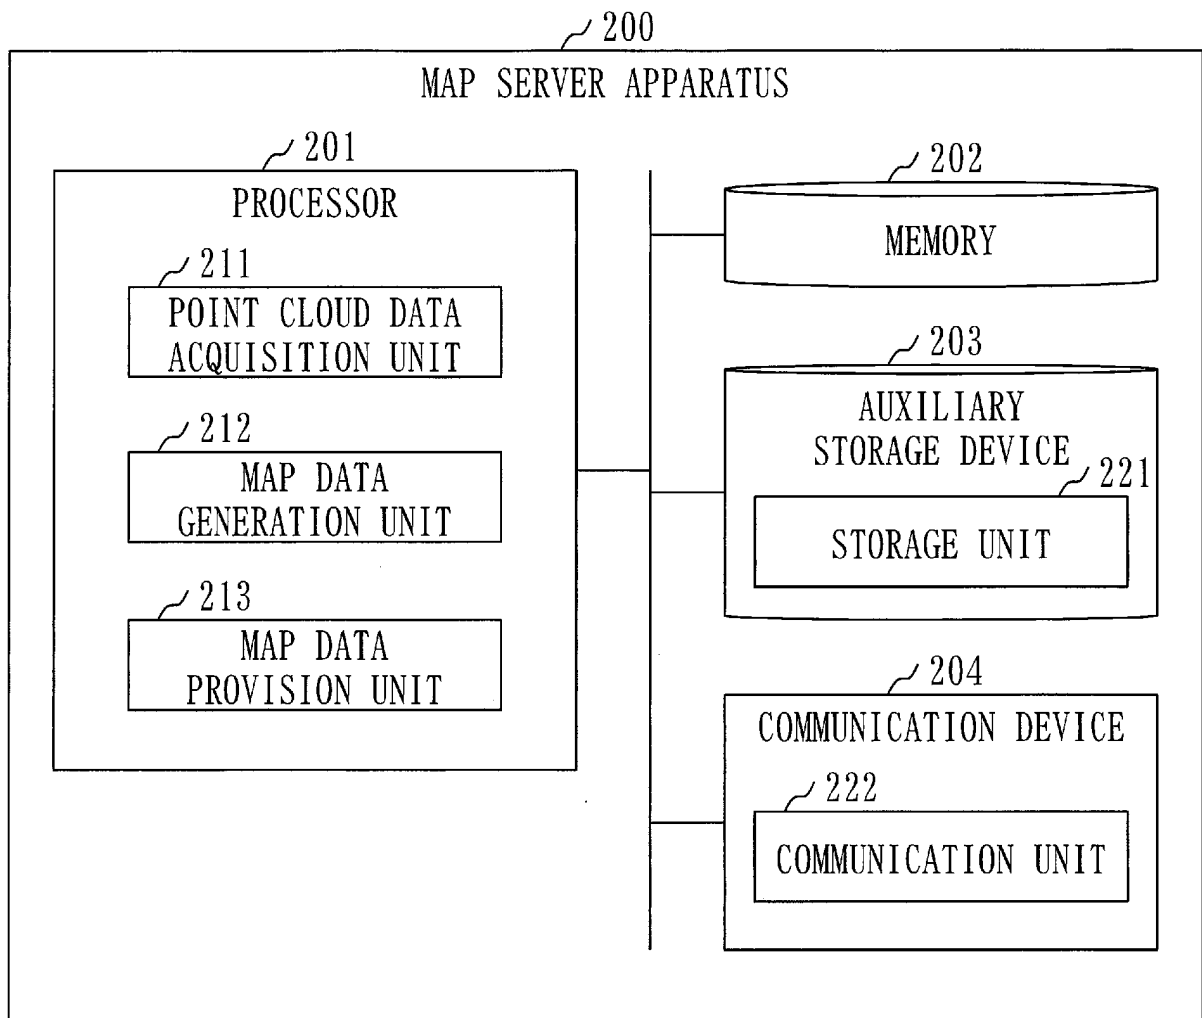 200
MAP SERVER APPARATUS
201
PROCESSOR
211
POINT CLOUD DATA
ACQUISITION UNIT
212
MAP DATA
GENERATION UNIT
213
MAP DATA
PROVISION UNIT
202
MEMORY
203
AUXILIARY
STORAGE DEVICE
221
STORAGE UNIT
204
COMMUNICATION DEVICE
222
COMMUNICATION UNIT